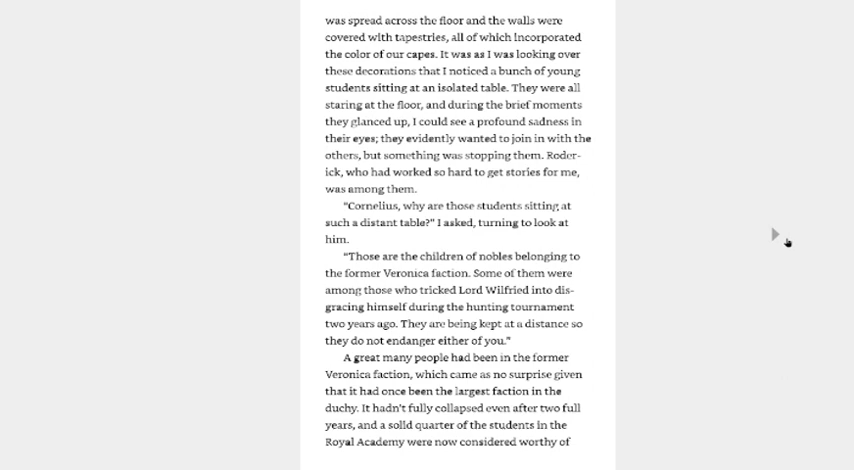 was spread across the floor and the walls were
covered with tapestries, all of which incorporated
the color of our capes. It was as I was looking over
these decorations that I noticed a bunch of young
students sitting at an isolated table. They were all
staring at the floor, and during the brief moments
they glanced up, I could see a profound sadness in
their eyes; they evidently wanted to join in with the
others, but something was stopping them. Roder-
ick, who had worked so hard to get stories for me,
was among them.
“Cornelius, why are those students sitting at
such a distant table?” I asked, turning to look at
him.
“Those are the children of nobles belonging to
the former Veronica faction. Some of them were
among those who tricked Lord Wilfried into dis-
gracing himself during the hunting tournament
two years ago. They are being kept at a distance so
they do not endanger either of you.”
A great many people had been in the former
Veronica faction, which came as no surprise given
that it had once been the largest faction in the
duchy. It hadn't fully collapsed even after two full
years, and a solid quarter of the students in the
Royal Academy were now considered worthy of